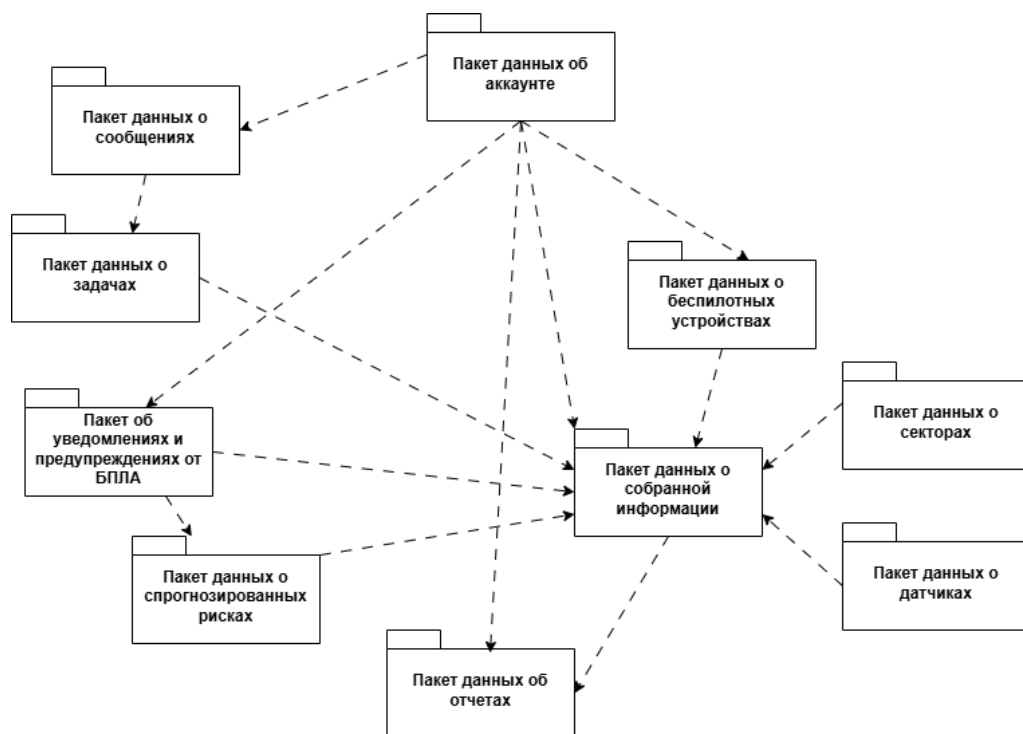 Пакет данных об
аккаунте
Пакет данных о
сообщениях
Пакет данных о
задачах
Пакет данных о
беспилотных
устройствах
Пакет об
уведомлениях и
предупреждениях от
БПЛА
Пакет данных о
секторах
Пакет данных о
собранной
информации
Пакет данных о
спрогнозированных
рисках
Пакет данных о
датчиках
Пакет данных об
отчетах